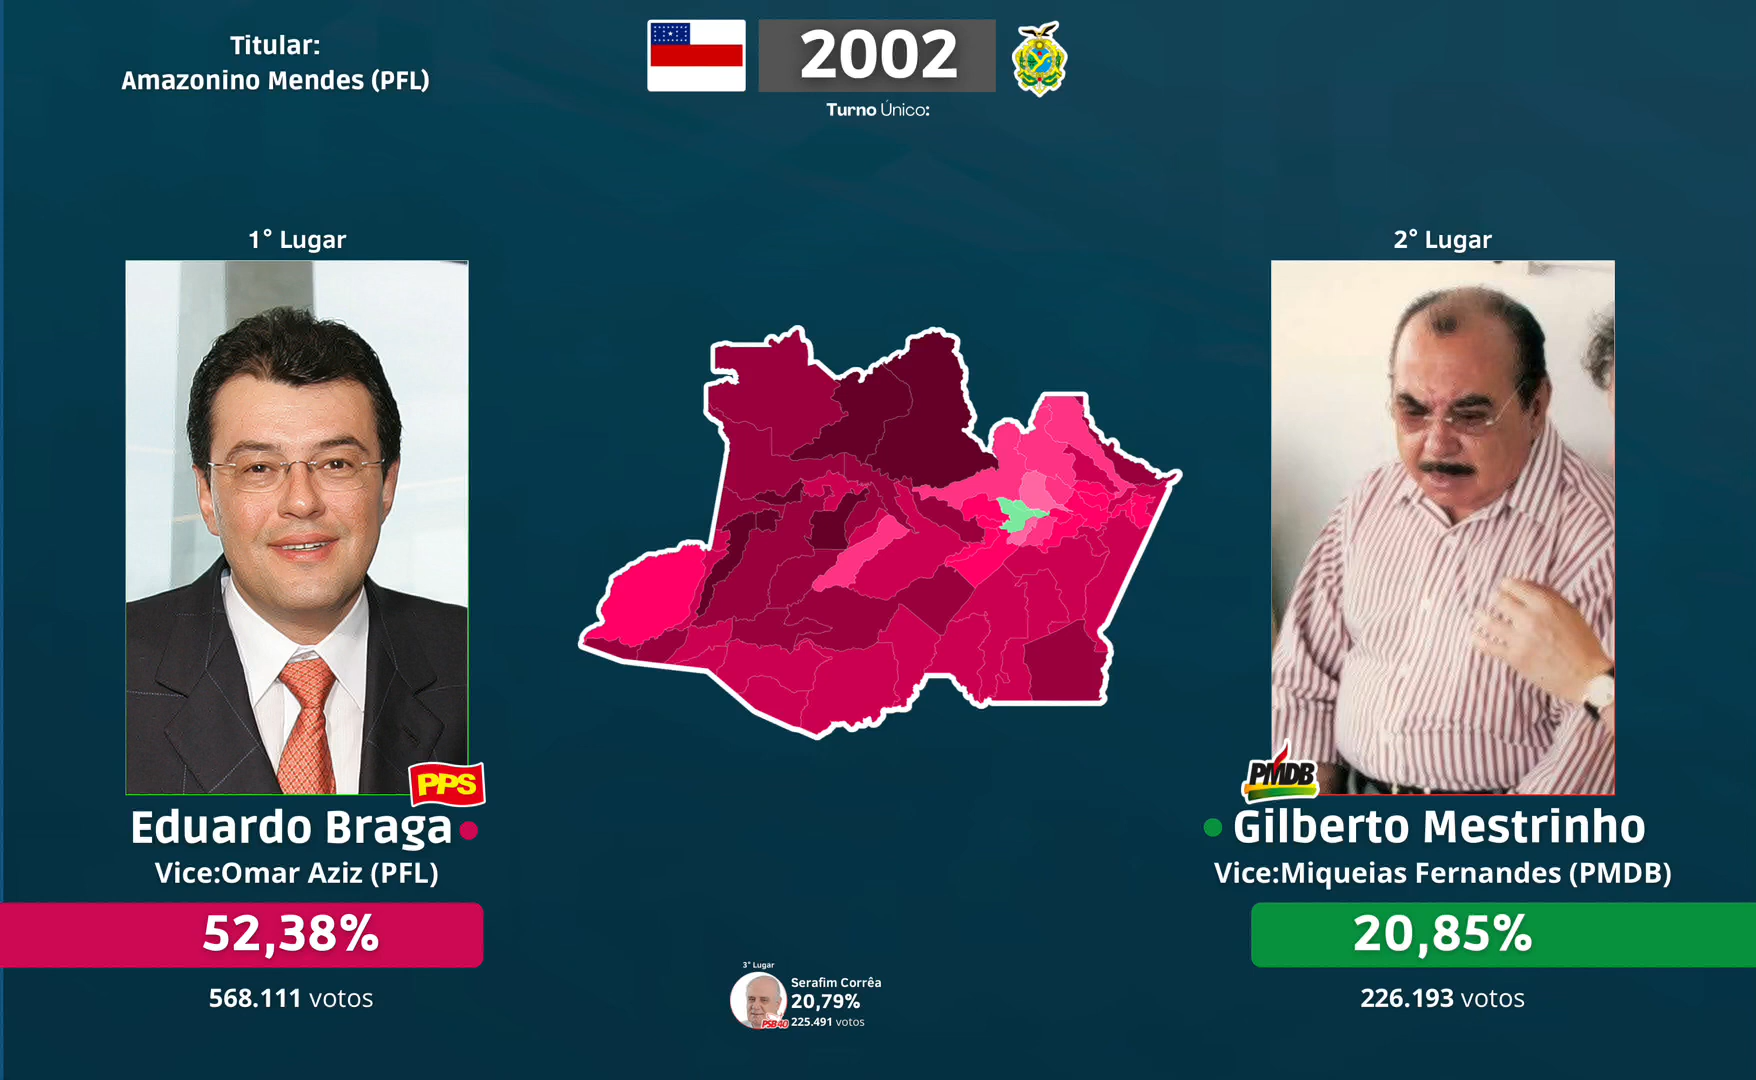 Titular:
Amazonino Mendes (PFL)
2002
Turno Único:
1° Lugar
2° Lugar
PPS
PMDB
Eduardo Braga
Vice:Omar Aziz (PFL)
52,38%
568.111 votos
Gilberto Mestrinho
Vice:Miqueias Fernandes (PMDB)
20,85%
226.193 votos
3° Lugar
Serafim Corrêa
20,79%
PSB 40
225.491 votos